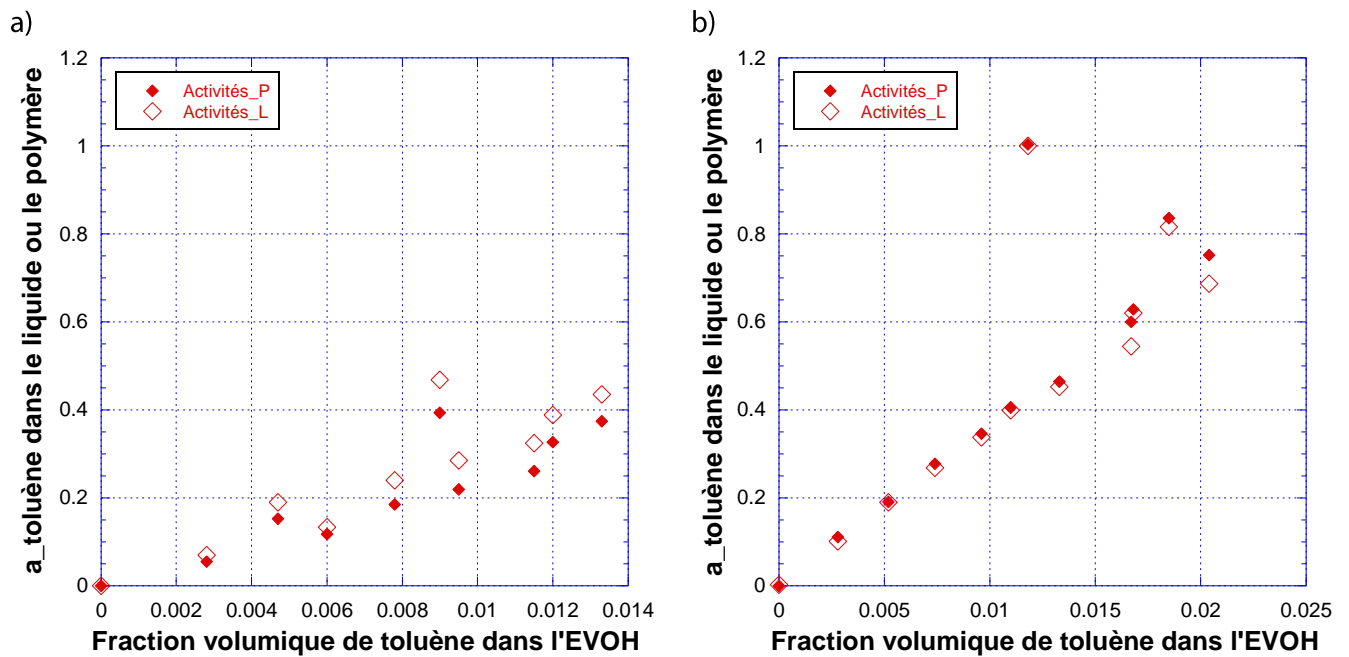 a)
a_toluène dans le liquide ou le polymère
1.2
1
0.8
0.6
0.4
0.2
0
Activités_P
Activités_L
0 0.002 0.004 0.006 0.008 0.01 0.012 0.014
Fraction volumique de toluène dans l'EVOH
b)
a_toluène dans le liquide ou le polymère
1.2
1
0.8
0.6
0.4
0.2
0
Activités_P
Activités_L
0 0.005 0.01 0.015 0.02 0.025
Fraction volumique de toluène dans l'EVOH